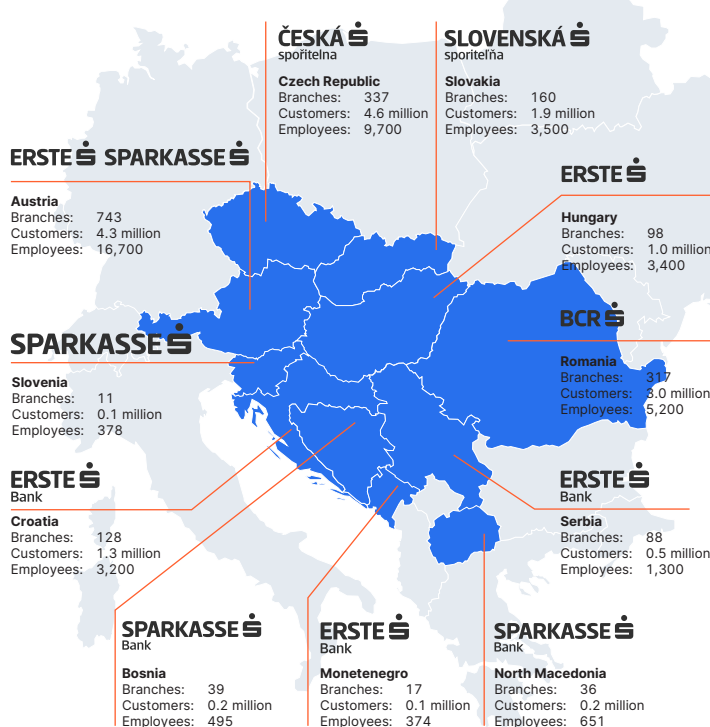 ČESKÁ
spořitelna
Czech Republic
Branches: 337
Customers: 4.6 million
Employees: 9,700
SLOVENSKÁ
sporiteľňa
Slovakia
Branches: 160
Customers: 1.9 million
Employees: 3,500
ERSTE SPARKASSE
Austria
Branches: 743
Customers: 4.3 million
Employees: 16,700
ERSTE
Hungary
Branches: 98
Customers: 1.0 million
Employees: 3,400
SPARKASSE
Slovenia
Branches: 11
Customers: 0.1 million
Employees: 378
BCR
Romania
Branches: 317
Customers: 3.0 million
Employees: 5,200
ERSTE
Bank
Croatia
Branches: 128
Customers: 1.3 million
Employees: 3,200
ERSTE
Bank
Serbia
Branches: 88
Customers: 0.5 million
Employees: 1,300
SPARKASSE
Bank
Bosnia
Branches: 39
Customers: 0.2 million
Employees: 495
ERSTE
Bank
Monetenegro
Branches: 17
Customers: 0.1 million
Employees: 374
SPARKASSE
Bank
North Macedonia
Branches: 36
Customers: 0.2 million
Employees: 651